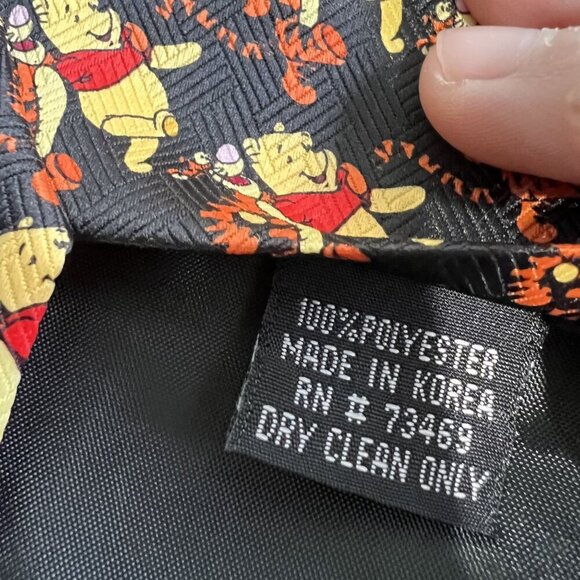 100%POLYESTER
MADE IN KOREA
RN # 73469
DRY CLEAN ONLY